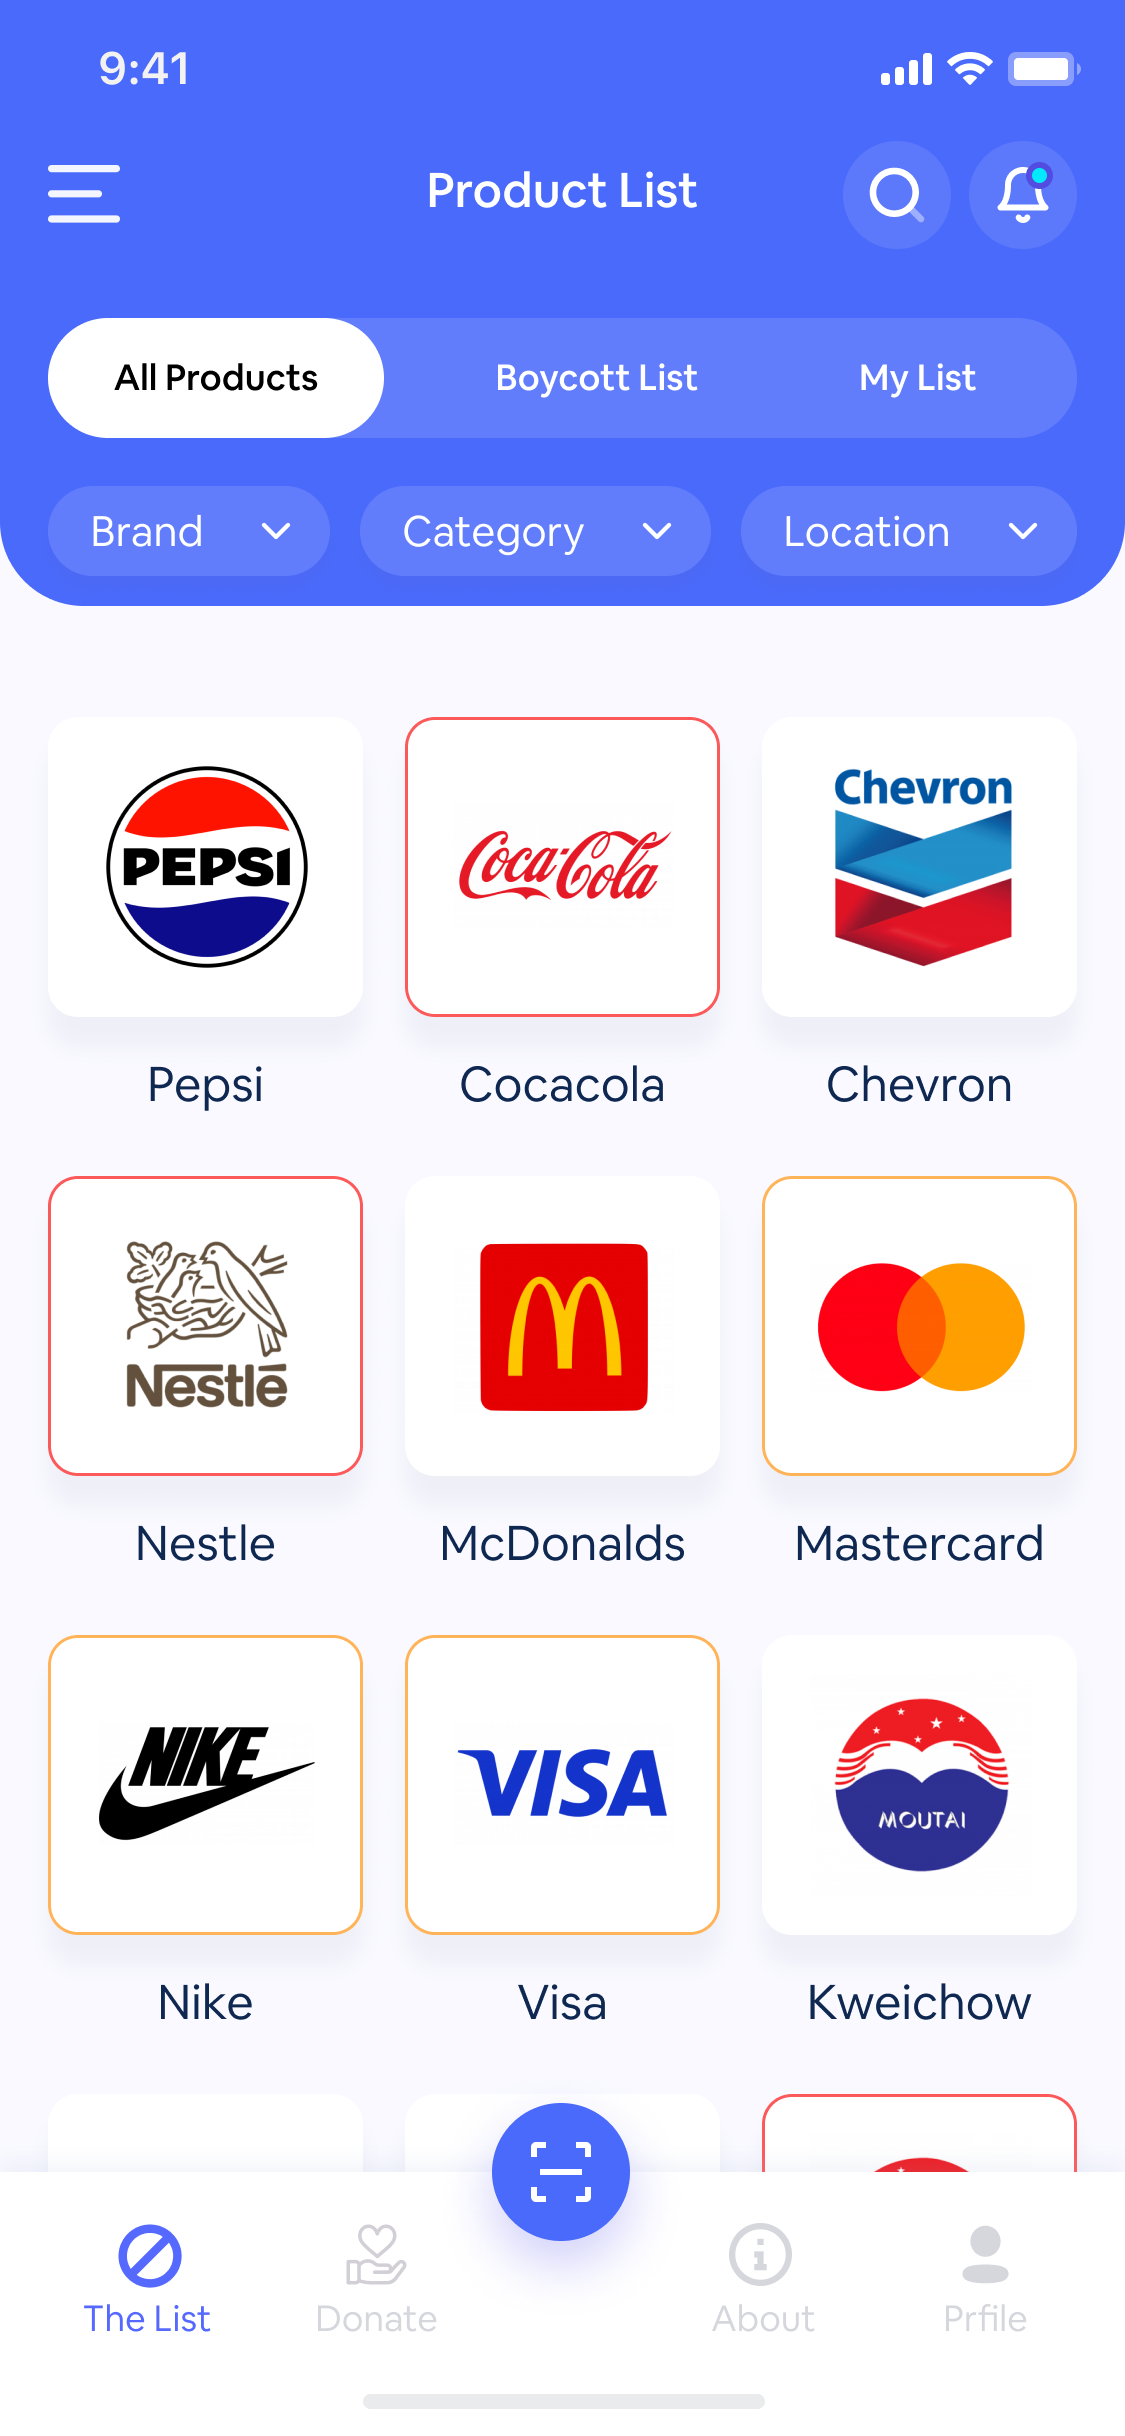 9:41
Product List
All Products Boycott List My List
Brand Category Location
PEPSI
Coca-Cola
Chevron
Pepsi Cocacola Chevron
Nestlé
Nestle McDonalds Mastercard
NIKE
VISA
MOUTAI
Nike Visa Kweichow
The List Donate About Prfile